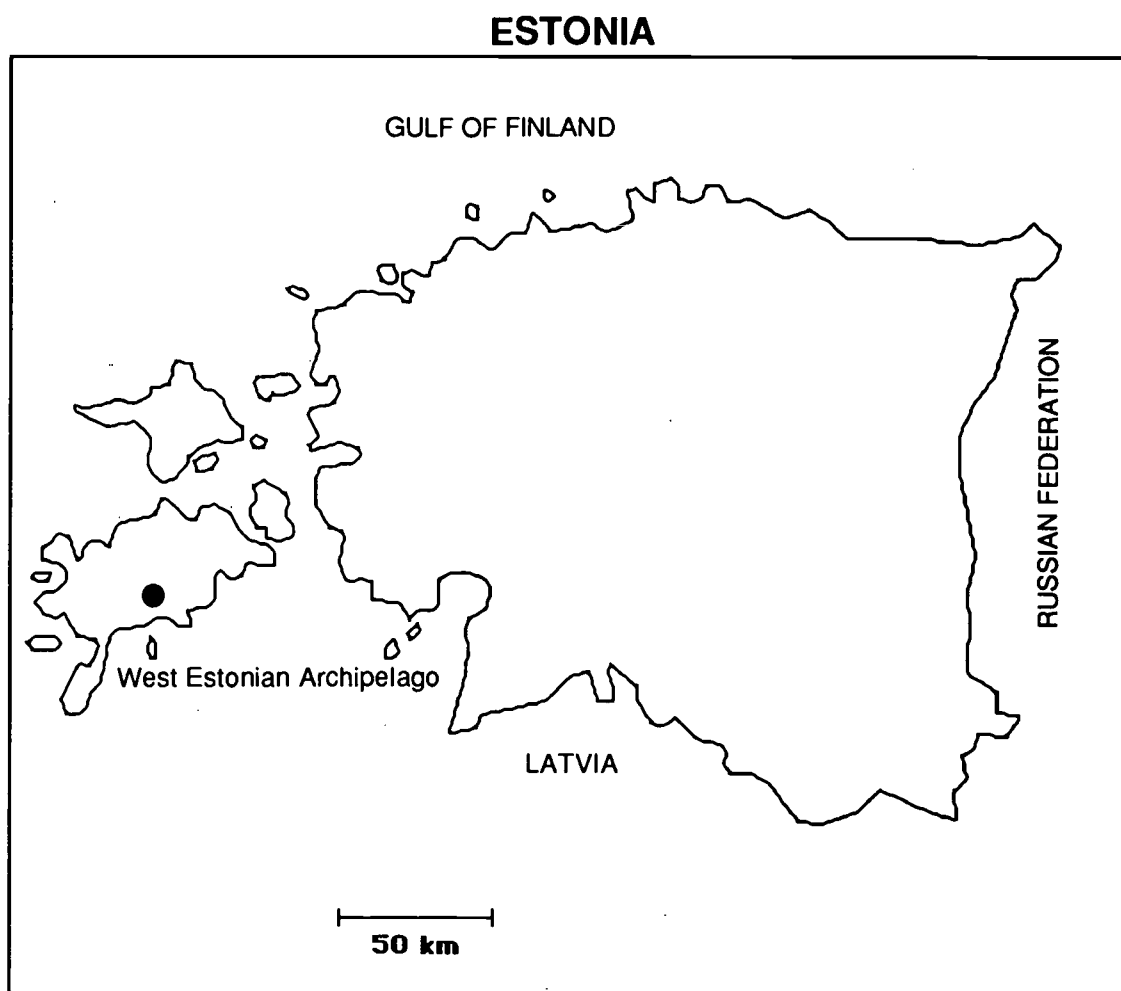 ESTONIA
GULF OF FINLAND
RUSSIAN FEDERATION
West Estonian Archipelago
LATVIA
50 km